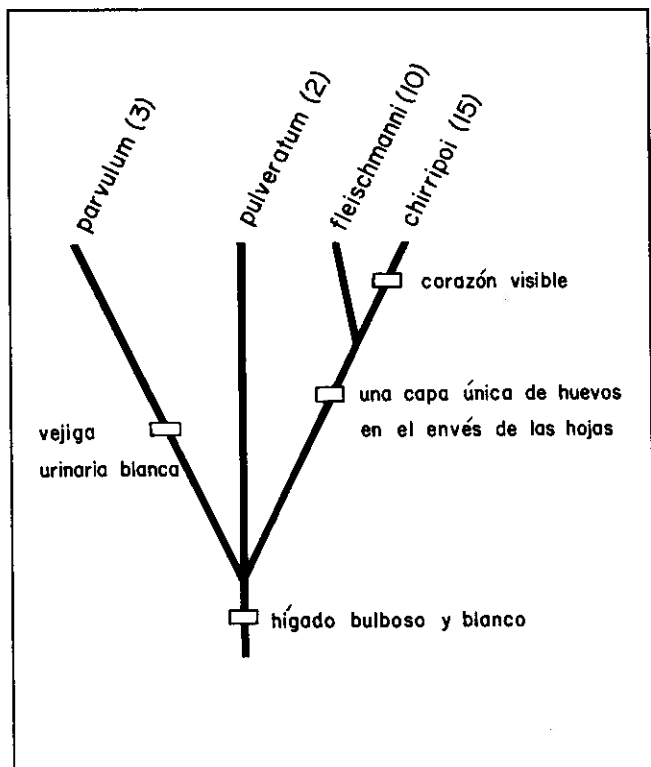 parvulum (3)
pulveratum (2)
fleischmanni (10)
chirripoi (15)
corazón visible
una capa única de huevos
en el envés de las hojas
vejiga
urinaria blanca
hígado bulboso y blanco